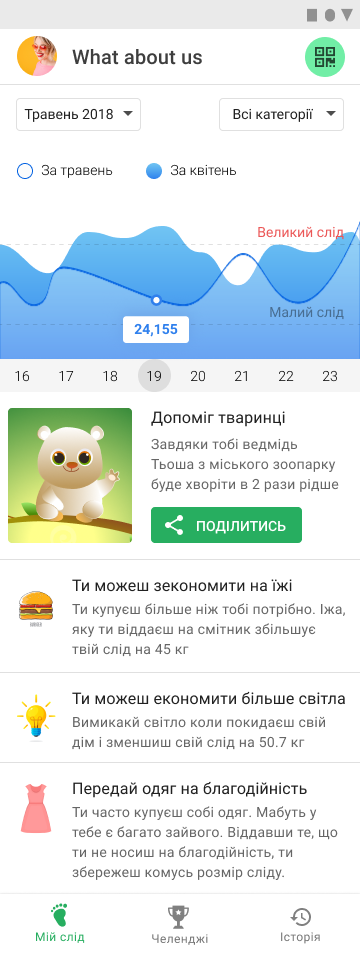 What about us
Травень 2018
Всі категорії
За травень
За квітень
Великий слід
Малий слід
24,155
16 17 18 19 20 21 22 23
Допоміг тваринці
Завдяки тобі ведмідь
Тьоша з міського зоопарку
буде хворіти в 2 рази рідше
ПОДІЛИТИСЬ
Ти можеш зекономити на їжі
Ти купуєш більше ніж тобі потрібно. Їжа,
яку ти віддаєш на смітник збільшує
твій слід на 45 кг
Ти можеш економити більше світла
Вимикакй світло коли покидаєш свій
дім і зменшиш свій слід на 50.7 кг
Передай одяг на благодійність
Ти часто купуєш собі одяг. Мабуть у
тебе є багато зайвого. Віддавши те, що
ти не носиш на благодійність, ти
збережеш комусь розмір сліду.
Мій слід
Челенджі
Історія